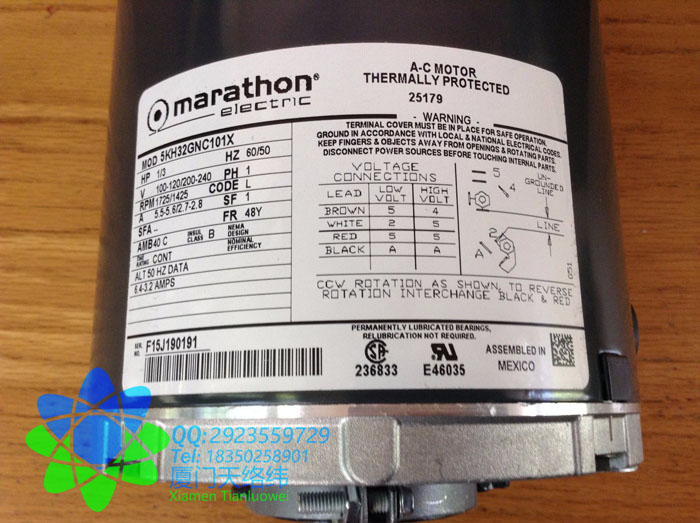 marathon®
electric
A-C MOTOR
THERMALLY PROTECTED
25179
MOD 5KH32GNC101X
HP 1/3 HZ 60/50
V 100-120/200-240 PH 1
RPM 1725/1425 CODE L
A 5.5-5.6/2.7-2.8 SF 1
SFA -- FR 48Y
AMB 40 C INSUL CLASS B NEMA DESIGN
NOMINAL EFFICIENCY
CONT
ALT 50 HZ DATA
6.4-3.2 AMPS
- WARNING -
TERMINAL COVER MUST BE IN PLACE FOR SAFE OPERATION.
GROUND IN ACCORDANCE WITH LOCAL & NATIONAL ELECTRICAL CODES.
KEEP FINGERS & OBJECTS AWAY FROM OPENINGS & ROTATING PARTS.
DISCONNECT POWER SOURCES BEFORE TOUCHING INTERNAL PARTS.
VOLTAGE
CONNECTIONS
LEAD LOW VOLT HIGH VOLT
BROWN 5 4
WHITE 2 5
RED 5 5
BLACK A A
5
4
2
A
UN-
GROUNDED
LINE
LINE
CCW ROTATION AS SHOWN, TO REVERSE
ROTATION INTERCHANGE BLACK & RED
SER. NO. F15J190191
PERMANENTLY LUBRICATED BEARINGS,
RELUBRICATION NOT REQUIRED.
236833
E46035
ASSEMBLED IN
MEXICO
QQ:2923559729
Tel: 18350258901
厦门天络纬
Xiamen Tianluowei